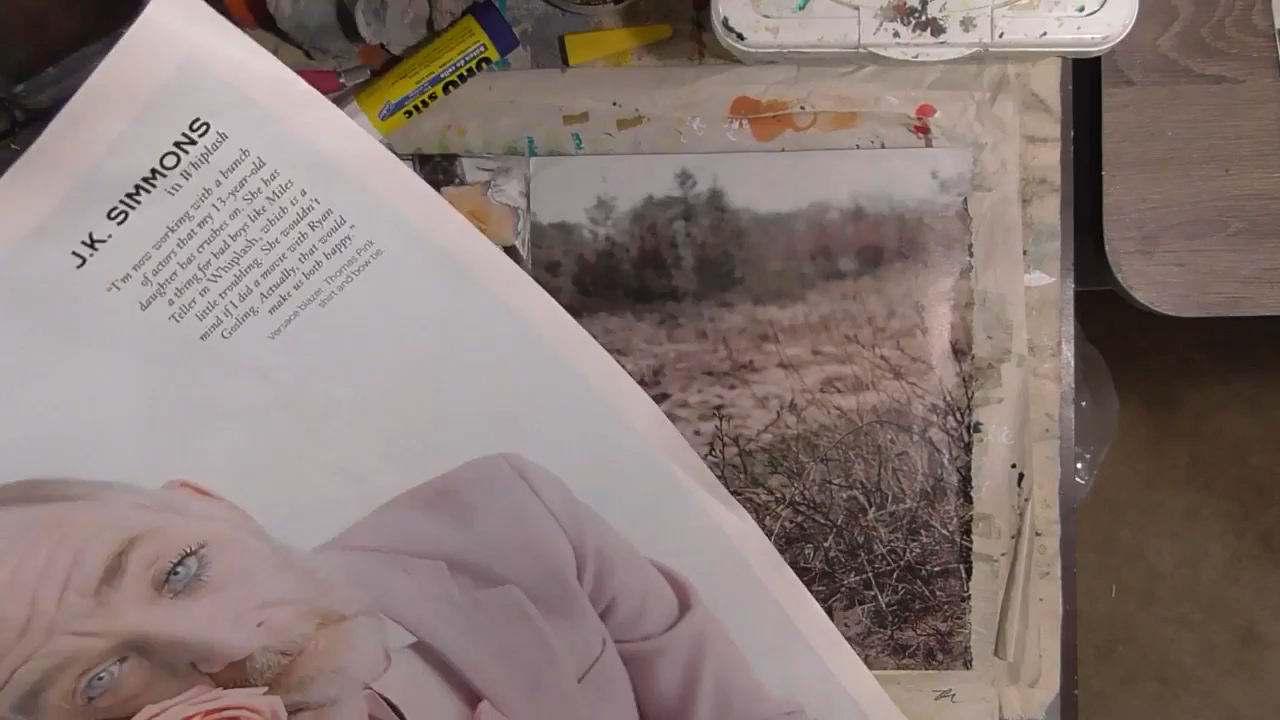 J.K. SIMMONS
in Whiplash
"I'm now working with a bunch
of actors that my 13-year-old
daughter has crushes on. She has
a thing for bad boys like Miles
Teller in Whiplash, which is a
little troubling. She wouldn't
mind if I did a movie with Ryan
Gosling. Actually, that would
make us both happy."
Versace blazer, Thomas Pink
shirt and bow tie.
UHU stic